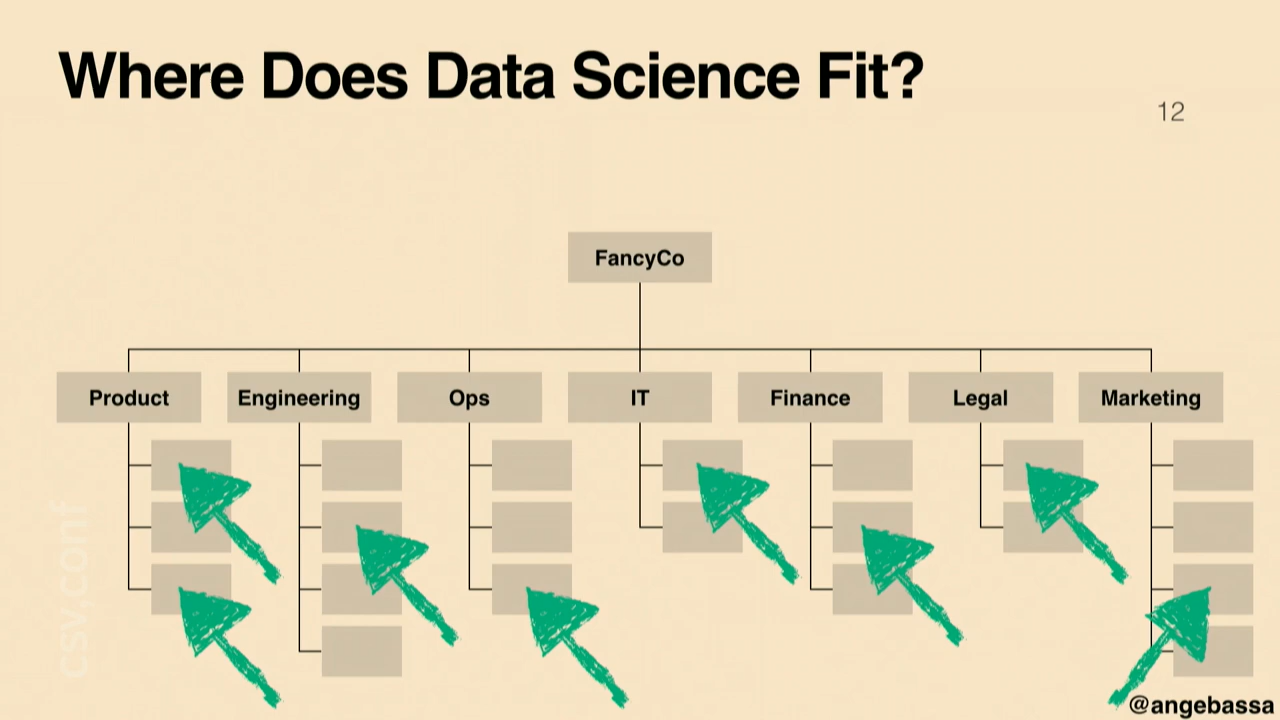 Where Does Data Science Fit?
12
FancyCo
Product
Engineering
Ops
IT
Finance
Legal
Marketing
csv,conf
@angebassa